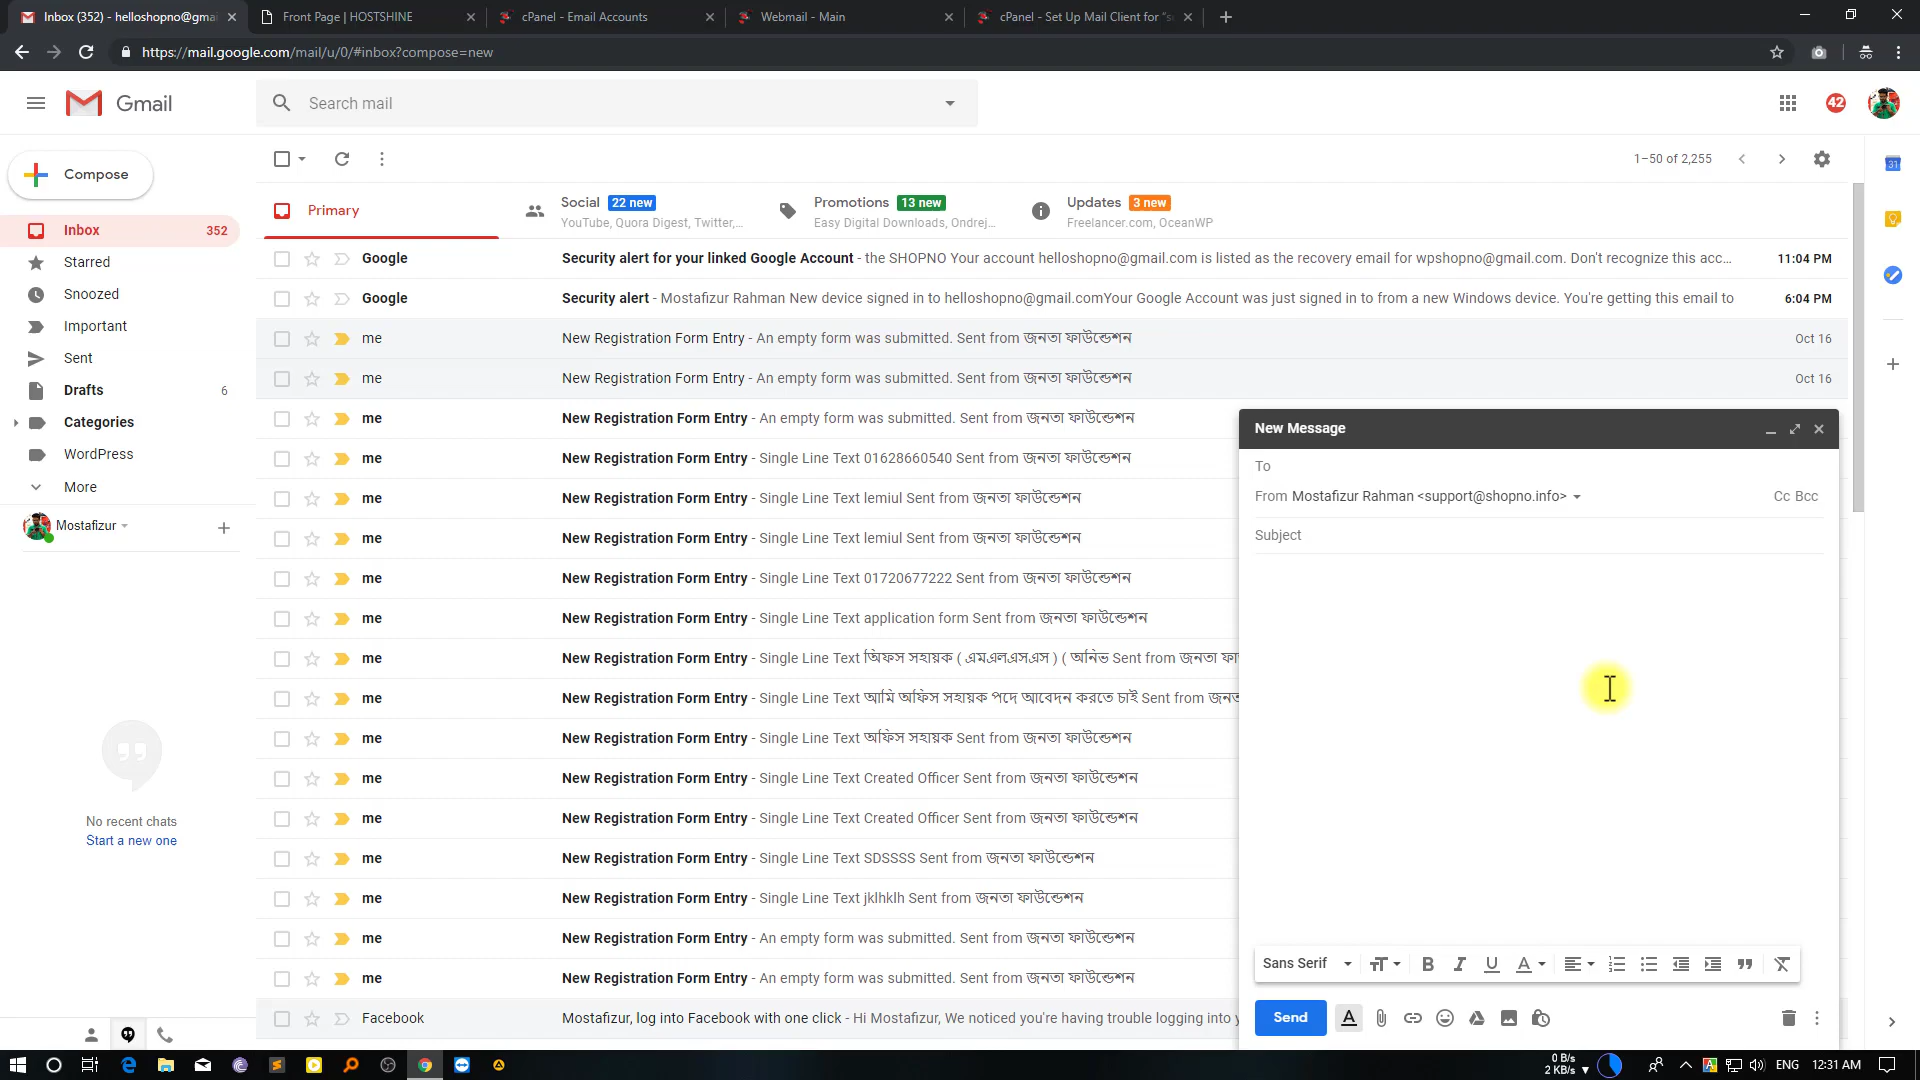 Inbox (352) - helloshopno@gmai
Front Page | HOSTSHINE
cPanel - Email Accounts
Webmail - Main
cPanel - Set Up Mail Client for “su
https://mail.google.com/mail/u/0/#inbox?compose=new
Gmail
Search mail
42
Compose
1–50 of 2,255
31
Primary
Social 22 new
YouTube, Quora Digest, Twitter,...
Promotions 13 new
Easy Digital Downloads, Ondrej...
Updates 3 new
Freelancer.com, OceanWP
Inbox 352
Starred
Snoozed
Important
Sent
Drafts 6
Categories
WordPress
More
Mostafizur
No recent chats
Start a new one
Google Security alert for your linked Google Account - the SHOPNO Your account helloshopno@gmail.com is listed as the recovery email for wpshopno@gmail.com. Don't recognize this acc... 11:04 PM
Google Security alert - Mostafizur Rahman New device signed in to helloshopno@gmail.comYour Google Account was just signed in to from a new Windows device. You're getting this email to 6:04 PM
me New Registration Form Entry - An empty form was submitted. Sent from জনতা ফাউন্ডেশন Oct 16
me New Registration Form Entry - An empty form was submitted. Sent from জনতা ফাউন্ডেশন Oct 16
me New Registration Form Entry - An empty form was submitted. Sent from জনতা ফাউন্ডেশন
me New Registration Form Entry - Single Line Text 01628660540 Sent from জনতা ফাউন্ডেশন
me New Registration Form Entry - Single Line Text lemiul Sent from জনতা ফাউন্ডেশন
me New Registration Form Entry - Single Line Text lemiul Sent from জনতা ফাউন্ডেশন
me New Registration Form Entry - Single Line Text 01720677222 Sent from জনতা ফাউন্ডেশন
me New Registration Form Entry - Single Line Text application form Sent from জনতা ফাউন্ডেশন
me New Registration Form Entry - Single Line Text অিফস সহায়ক ( এমএলএসএস ) ( অনিভ Sent from জনতা
me New Registration Form Entry - Single Line Text আমি অফিস সহায়ক পদে আবেদন করতে চাই Sent from
me New Registration Form Entry - Single Line Text অফিস সহায়ক Sent from জনতা ফাউন্ডেশন
me New Registration Form Entry - Single Line Text Created Officer Sent from জনতা ফাউন্ডেশন
me New Registration Form Entry - Single Line Text Created Officer Sent from জনতা ফাউন্ডেশন
me New Registration Form Entry - Single Line Text SDSSSS Sent from জনতা ফাউন্ডেশন
me New Registration Form Entry - Single Line Text jklhklh Sent from জনতা ফাউন্ডেশন
me New Registration Form Entry - An empty form was submitted. Sent from জনতা ফাউন্ডেশন
me New Registration Form Entry - An empty form was submitted. Sent from জনতা ফাউন্ডেশন
Facebook Mostafizur, log into Facebook with one click - Hi Mostafizur, We noticed you're having trouble logging into y
New Message
To
From Mostafizur Rahman <support@shopno.info>
Cc Bcc
Subject
Sans Serif
Send
0 B/s
2 KB/s
ENG
12:31 AM